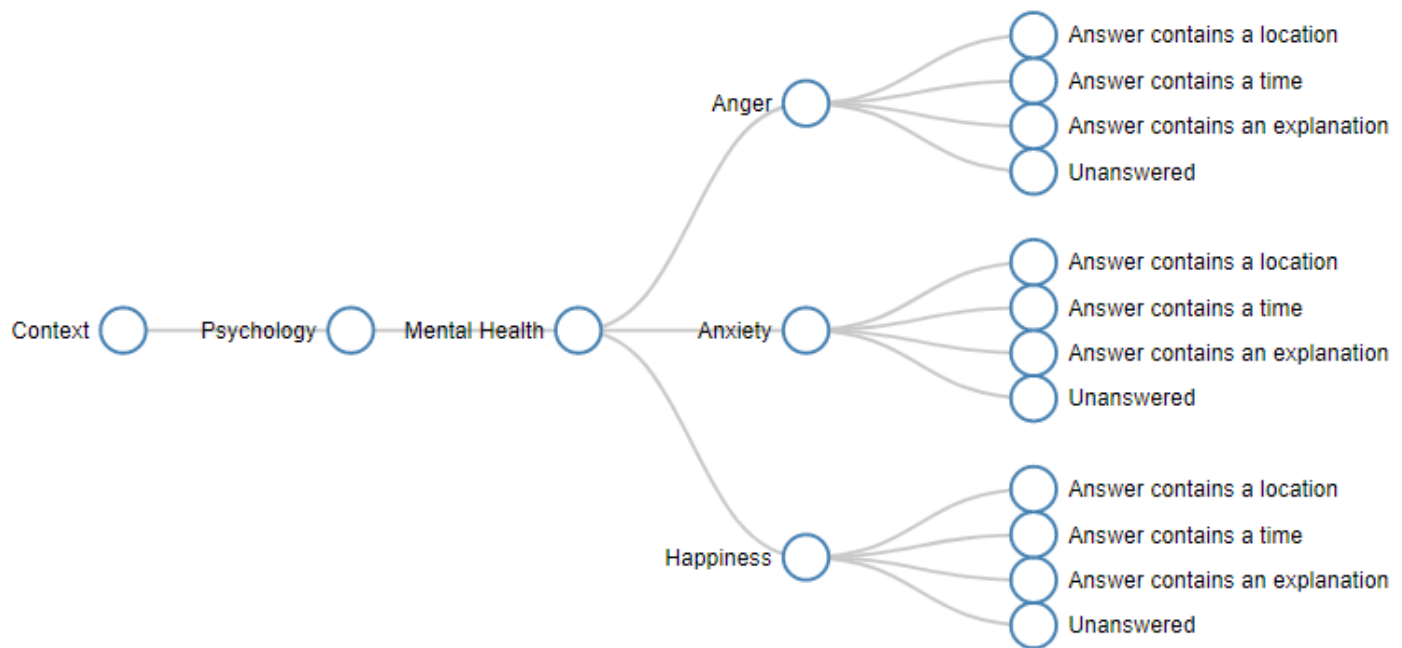 Context
Psychology
Mental Health
Anger
Answer contains a location
Answer contains a time
Answer contains an explanation
Unanswered
Anxiety
Answer contains a location
Answer contains a time
Answer contains an explanation
Unanswered
Happiness
Answer contains a location
Answer contains a time
Answer contains an explanation
Unanswered